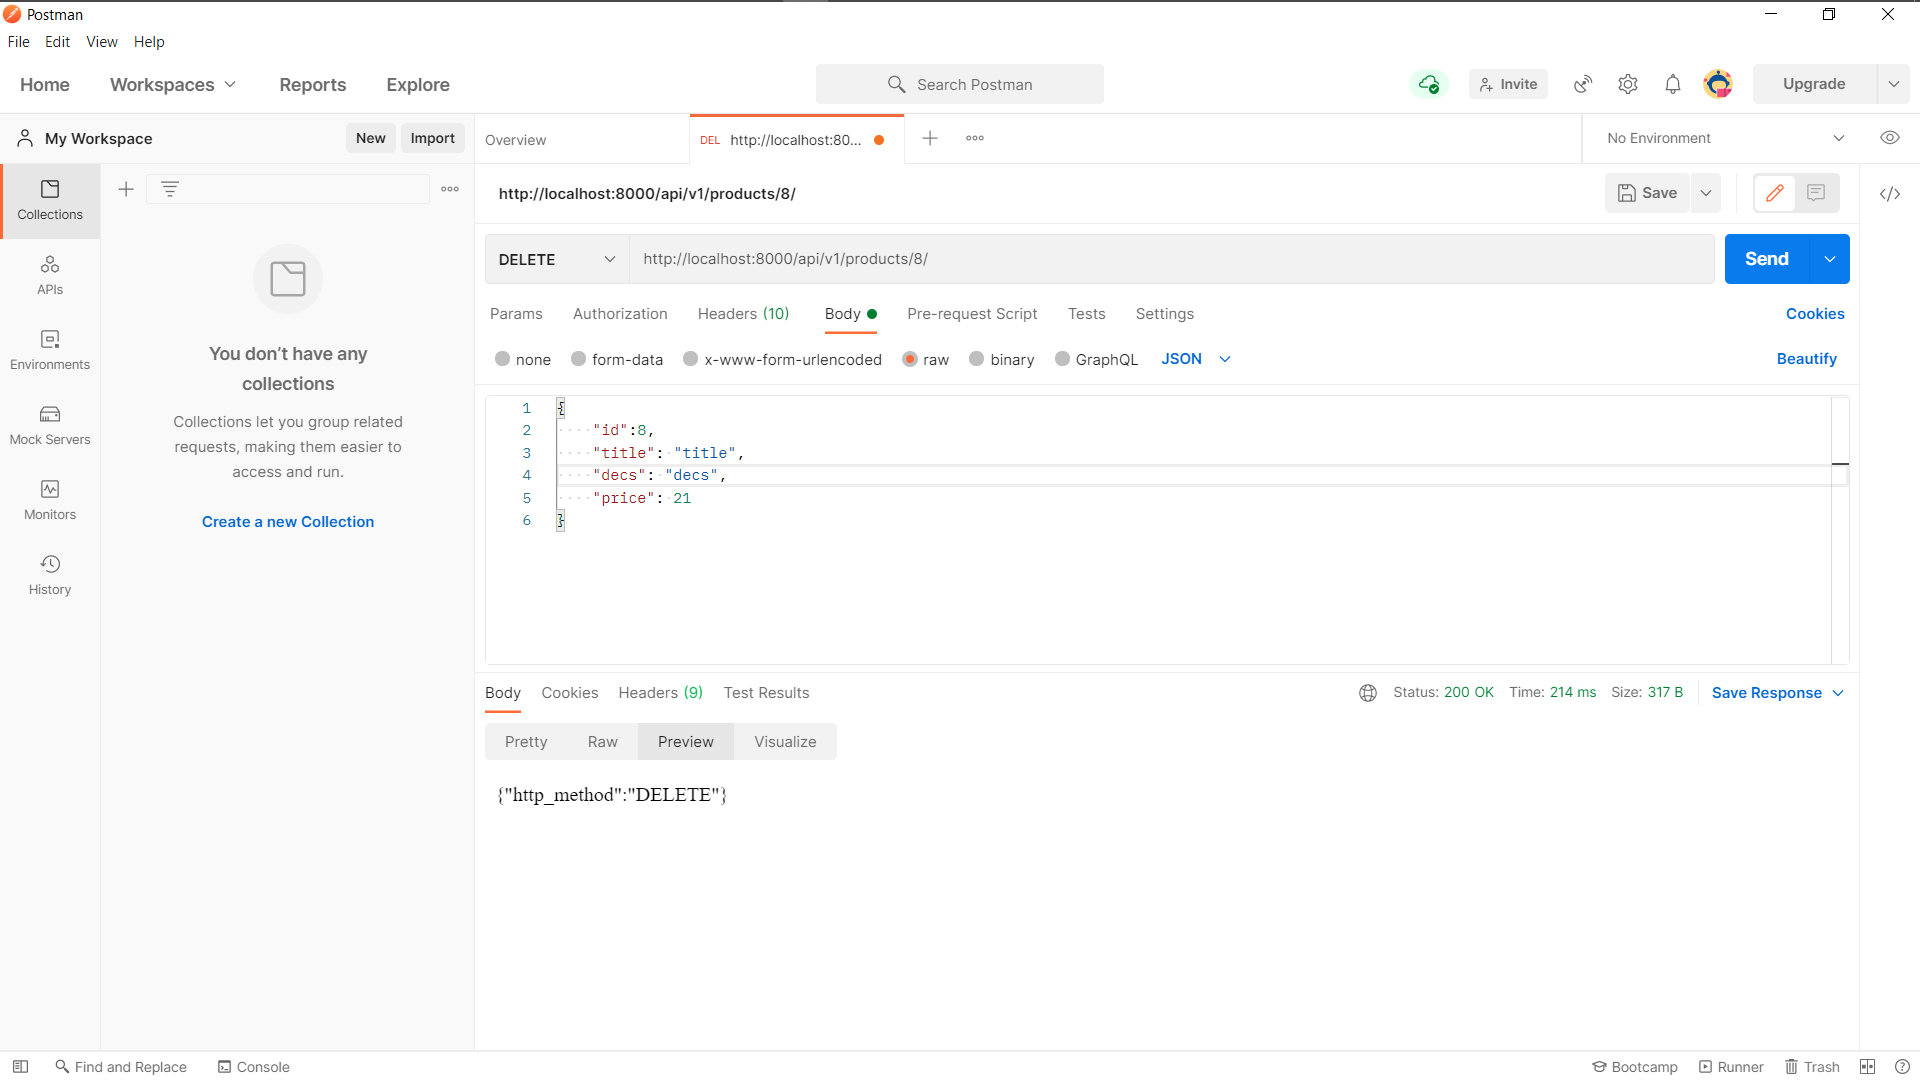 Postman
File Edit View Help
Home Workspaces Reports Explore Search Postman Invite Upgrade
My Workspace New Import Overview DEL http://localhost:80... No Environment
http://localhost:8000/api/v1/products/8/ Save
Collections
APIs
Environments
Mock Servers
Monitors
History
You don't have any
collections
Collections let you group related
requests, making them easier to
access and run.
Create a new Collection
DELETE http://localhost:8000/api/v1/products/8/ Send
Params Authorization Headers (10) Body Pre-request Script Tests Settings Cookies
none form-data x-www-form-urlencoded raw binary GraphQL JSON Beautify
1 {
2 "id":8,
3 "title": "title",
4 "decs": "decs",
5 "price": 21
6 }
Body Cookies Headers (9) Test Results Status: 200 OK Time: 214 ms Size: 317 B Save Response
Pretty Raw Preview Visualize
{"http_method":"DELETE"}
Find and Replace Console Bootcamp Runner Trash